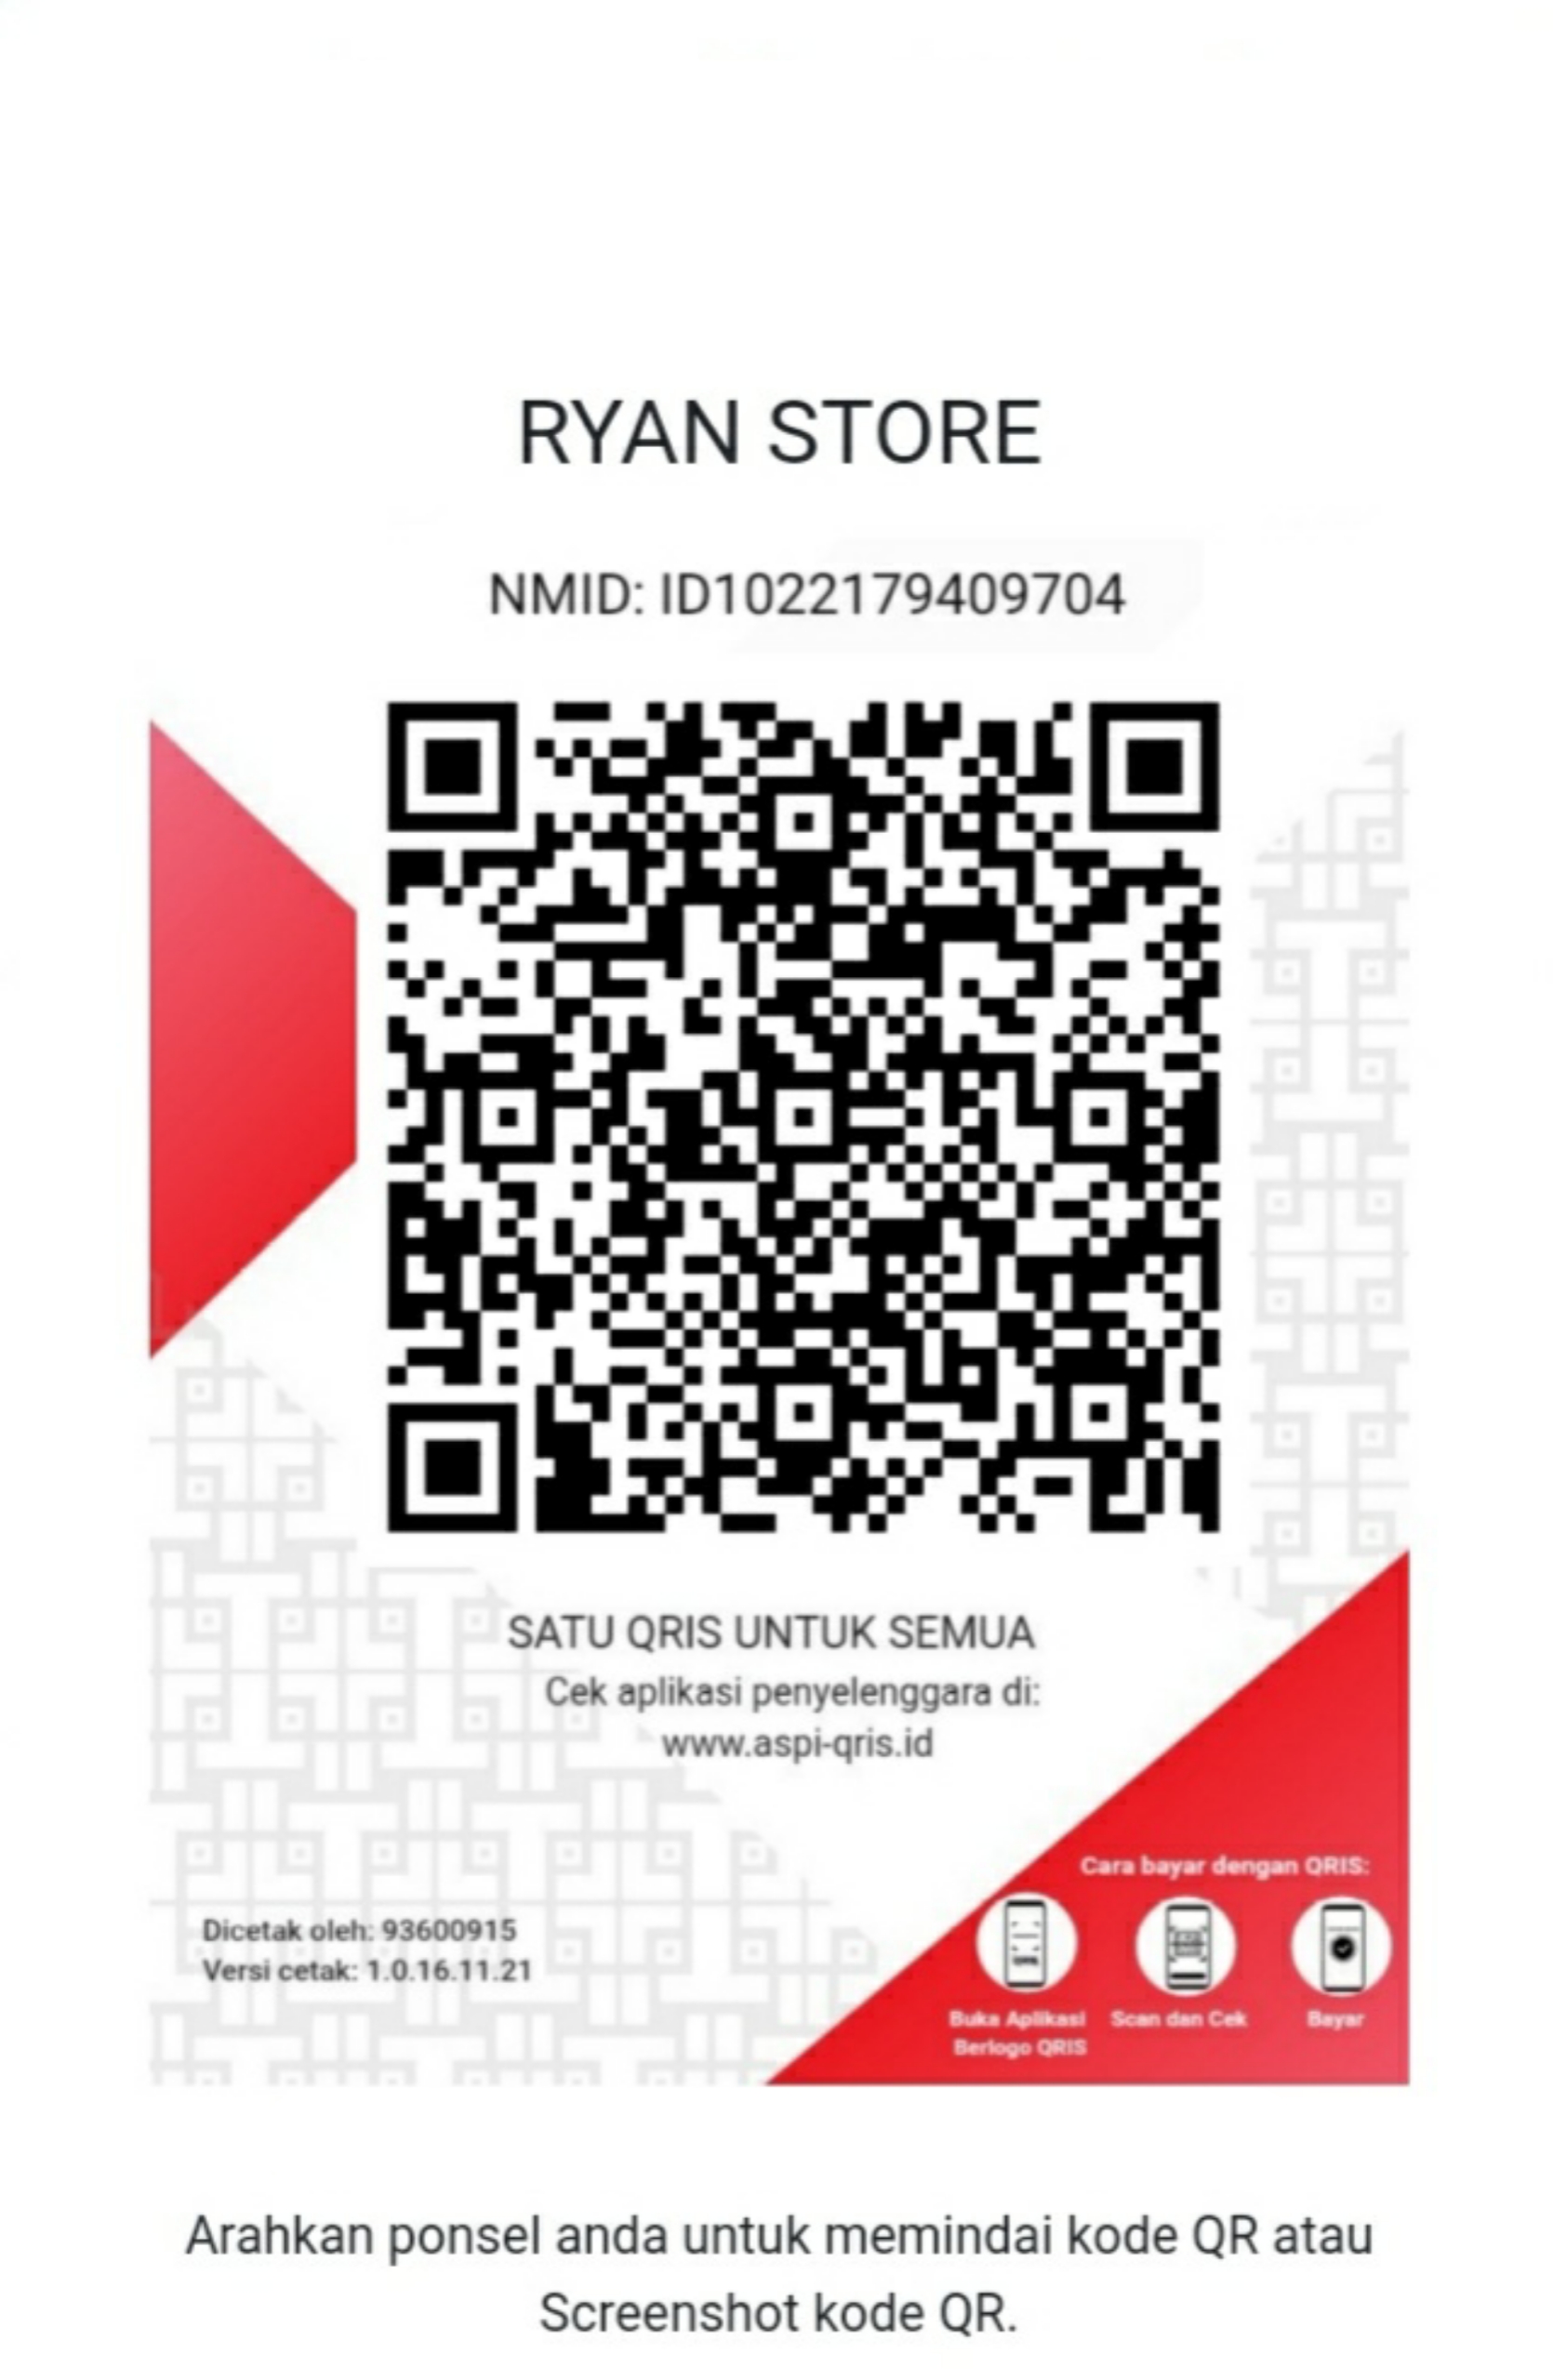 RYAN STORE
NMID: ID1022179409704
SATU QRIS UNTUK SEMUA
Cek aplikasi penyelenggara di:
www.aspi-qris.id
Dicetak oleh: 93600915
Versi cetak: 1.0.16.11.21
Cara bayar dengan QRIS:
Buka Aplikasi
Berlogo QRIS
Scan dan Cek
Bayar
Arahkan ponsel anda untuk memindai kode QR atau
Screenshot kode QR.